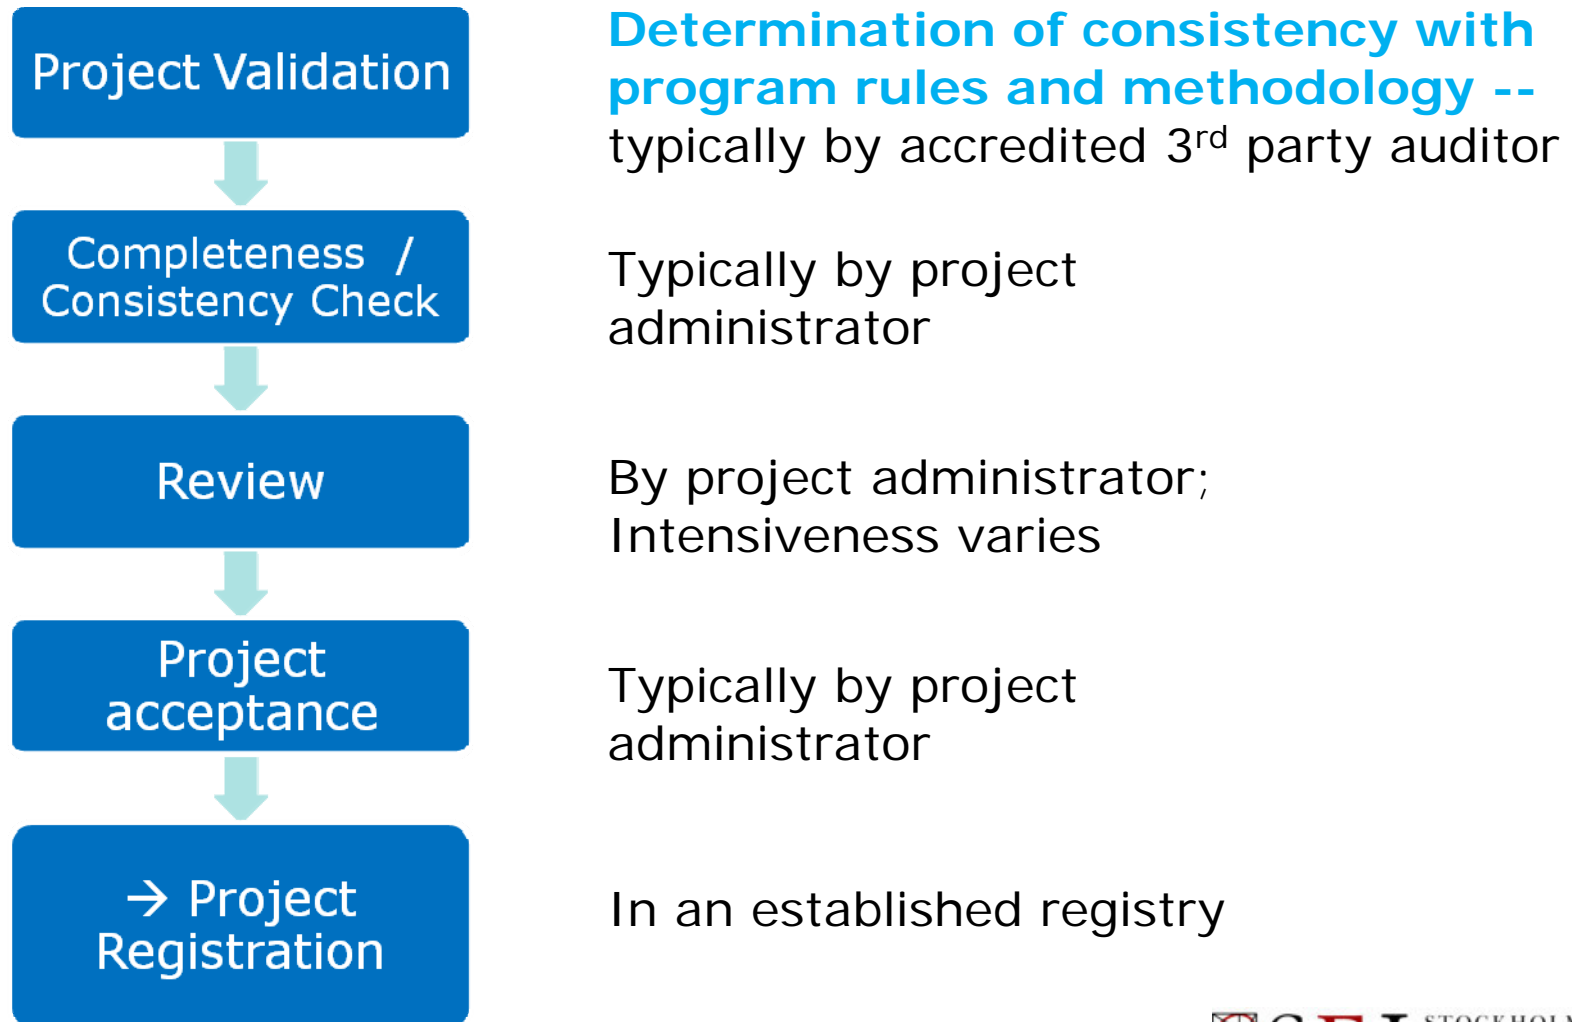 Project Validation
Determination of consistency with
program rules and methodology --
typically by accredited 3rd party auditor
Completeness /
Consistency Check
Typically by project
administrator
Review
By project administrator;
Intensiveness varies
Project
acceptance
Typically by project
administrator
→ Project
Registration
In an established registry